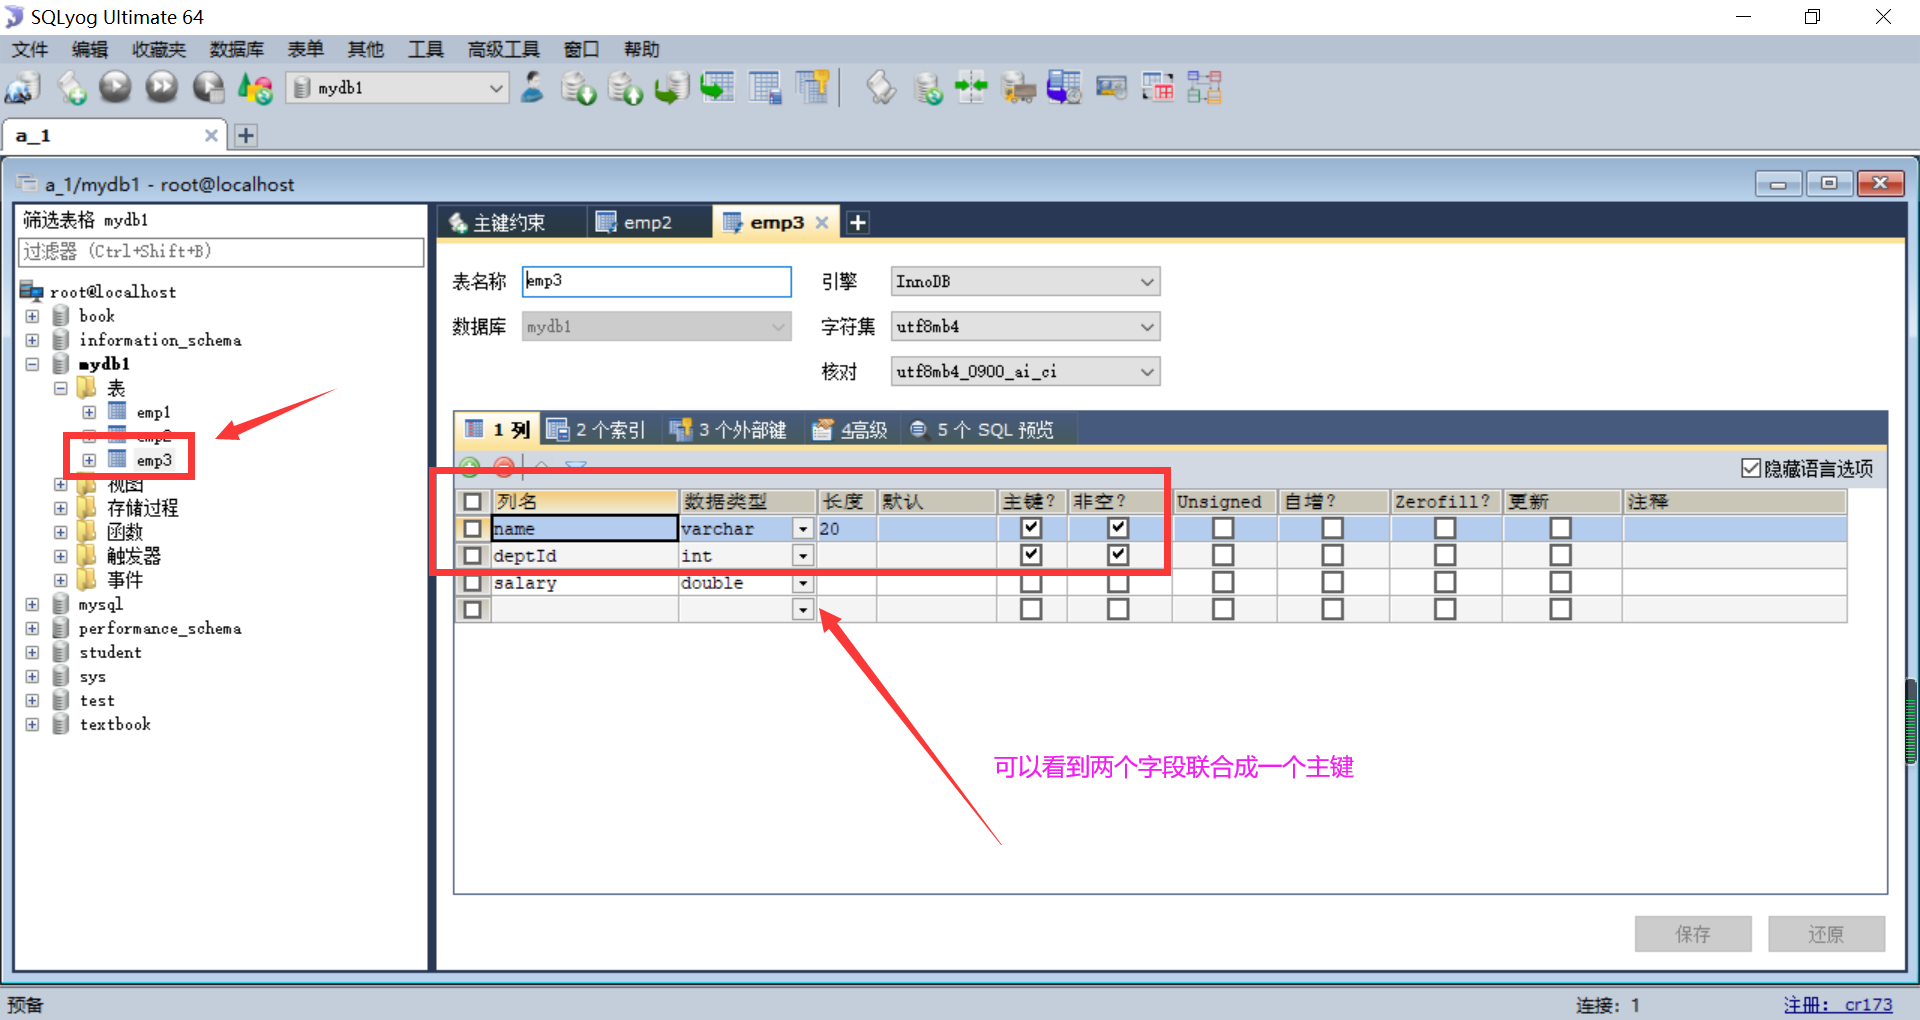 SQLyog Ultimate 64
文件 编辑 收藏夹 数据库 表单 其他 工具 高级工具 窗口 帮助
mydb1
a_1
a_1/mydb1 - root@localhost
筛选表格 mydb1
过滤器 (Ctrl+Shift+B)
root@localhost
book
information_schema
mydb1
表
emp1
emp2
emp3
视图
存储过程
函数
触发器
事件
mysql
performance_schema
student
sys
test
textbook
主键约束 emp2 emp3
表名称 emp3 引擎 InnoDB
数据库 mydb1 字符集 utf8mb4
核对 utf8mb4_0900_ai_ci
1 列 2 个索引 3 个外部键 4高级 5 个 SQL 预览
隐藏语言选项
列名 数据类型 长度 默认 主键? 非空? Unsigned 自增? Zerofill? 更新 注释
name varchar 20
deptId int
salary double
可以看到两个字段联合成一个主键
保存 还原
预备 连接: 1 注册: cr173